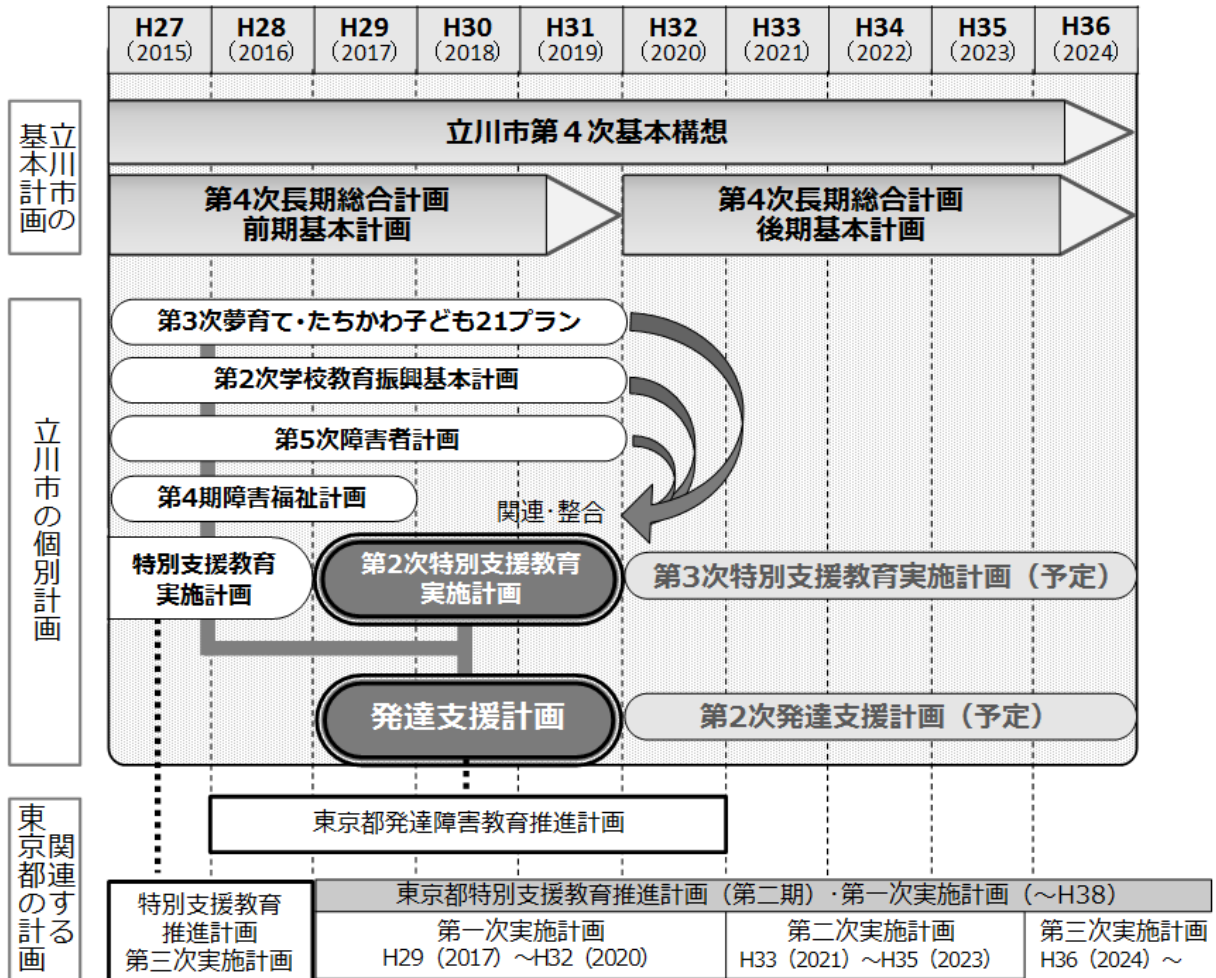 H27 H28 H29 H30 H31 H32 H33 H34 H35 H36
（2015） （2016） （2017） （2018） （2019） （2020） （2021） （2022） （2023） （2024）
立川市の
基本計画
立川市第４次基本構想
第4次長期総合計画
前期基本計画
第4次長期総合計画
後期基本計画
立川市の個別計画
第3次夢育て・たちかわ子ども21プラン
第2次学校教育振興基本計画
第5次障害者計画
第4期障害福祉計画
関連・整合
特別支援教育
実施計画
第2次特別支援教育
実施計画
第3次特別支援教育実施計画（予定）
発達支援計画
第2次発達支援計画（予定）
関連する
東京都の計画
東京都発達障害教育推進計画
特別支援教育
推進計画
第三次実施計画
東京都特別支援教育推進計画（第二期）・第一次実施計画（～H38）
第一次実施計画
H29（2017）～H32（2020）
第二次実施計画
H33（2021）～H35（2023）
第三次実施計画
H36（2024）～